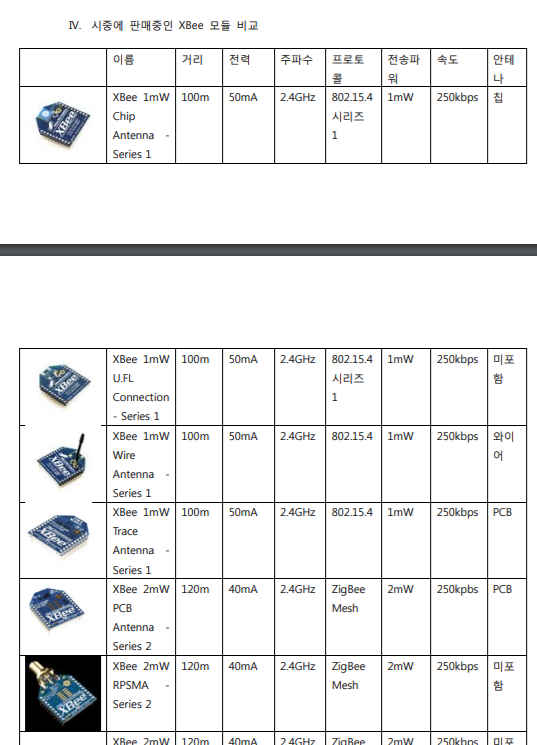 IV. 시중에 판매중인 XBee 모듈 비교
이름 거리 전력 주파수 프로토콜 전송파워 속도 안테나
XBee 1mW Chip Antenna - Series 1 100m 50mA 2.4GHz 802.15.4 시리즈 1 1mW 250kbps 칩
XBee 1mW U.FL Connection - Series 1 100m 50mA 2.4GHz 802.15.4 시리즈 1 1mW 250kbps 미포함
XBee 1mW Wire Antenna - Series 1 100m 50mA 2.4GHz 802.15.4 1mW 250kbps 와이어
XBee 1mW Trace Antenna - Series 1 100m 50mA 2.4GHz 802.15.4 1mW 250kbps PCB
XBee 2mW PCB Antenna - Series 2 120m 40mA 2.4GHz ZigBee Mesh 2mW 250kpbs PCB
XBee 2mW RPSMA - Series 2 120m 40mA 2.4GHz ZigBee Mesh 2mW 250kbps 미포함
XBee 2mW 120m 40mA 2.4GHz ZigBee 2mW 250kbps 미포